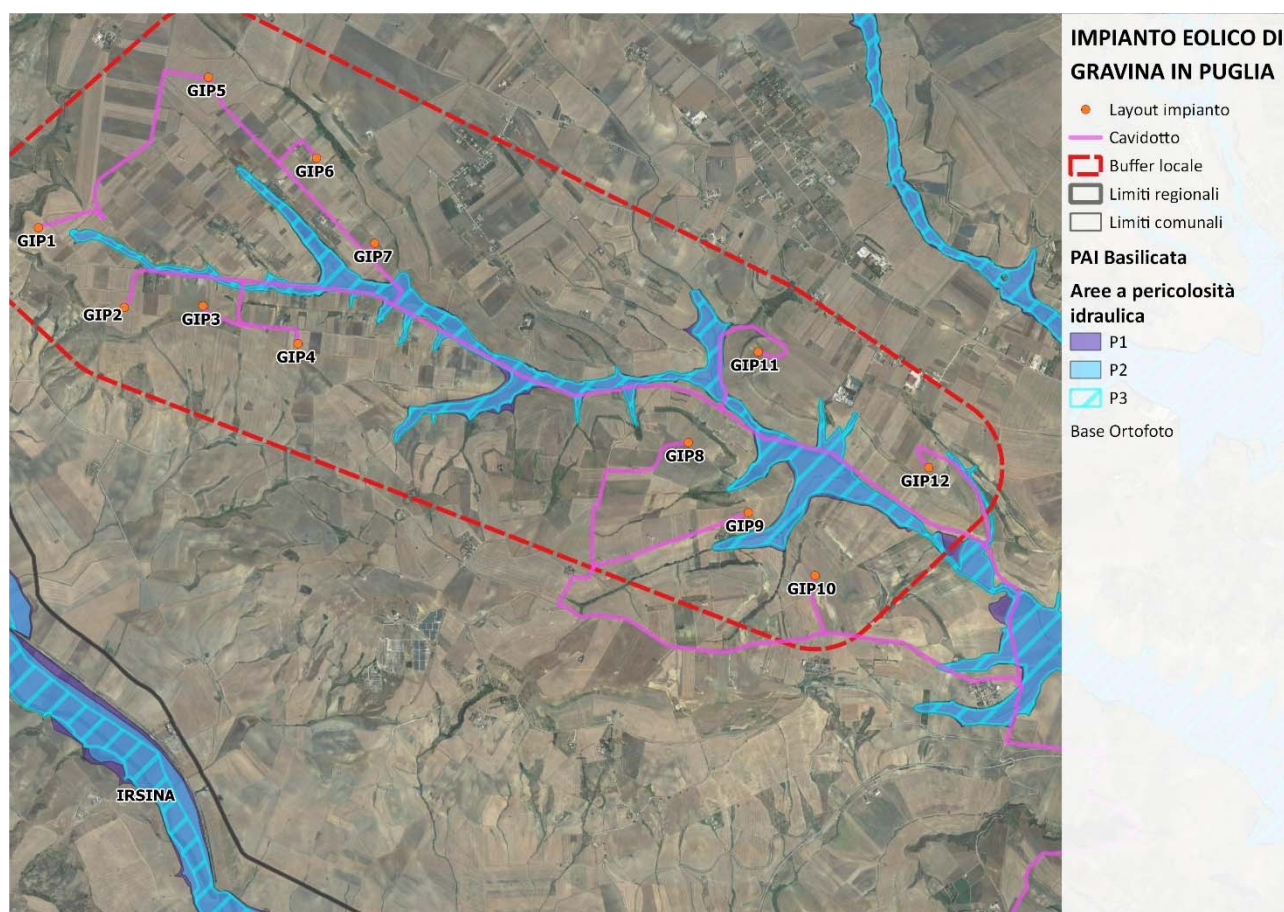 IMPIANTO EOLICO DI
GRAVINA IN PUGLIA
Layout impianto
Cavidotto
Buffer locale
Limiti regionali
Limiti comunali
PAI Basilicata
Aree a pericolosità
idraulica
P1
P2
P3
Base Ortofoto
GIP5
GIP6
GIP1
GIP7
GIP2
GIP3
GIP4
GIP11
GIP8
GIP12
GIP9
GIP10
IRSINA